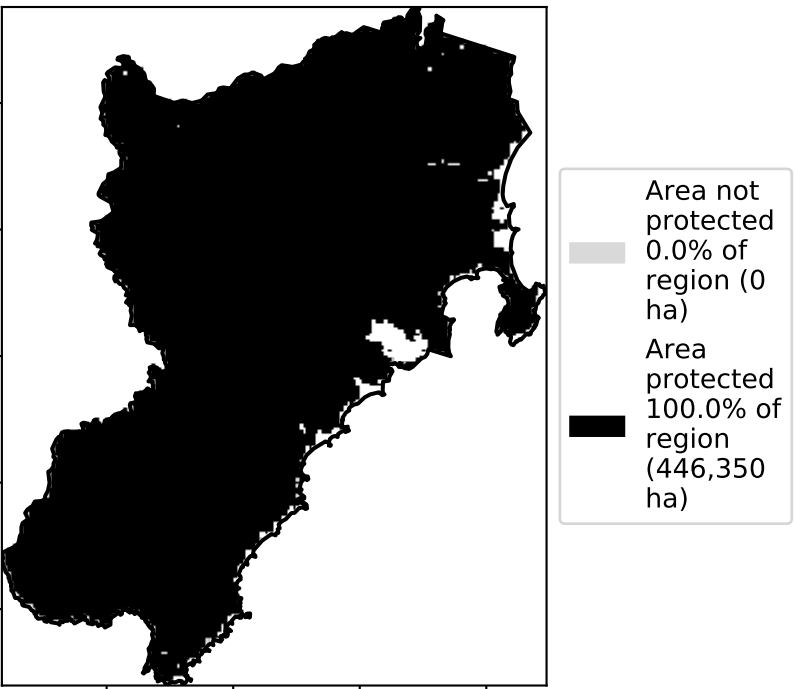 Area not
protected
0.0% of
region (0
ha)
Area
protected
100.0% of
region
(446,350
ha)